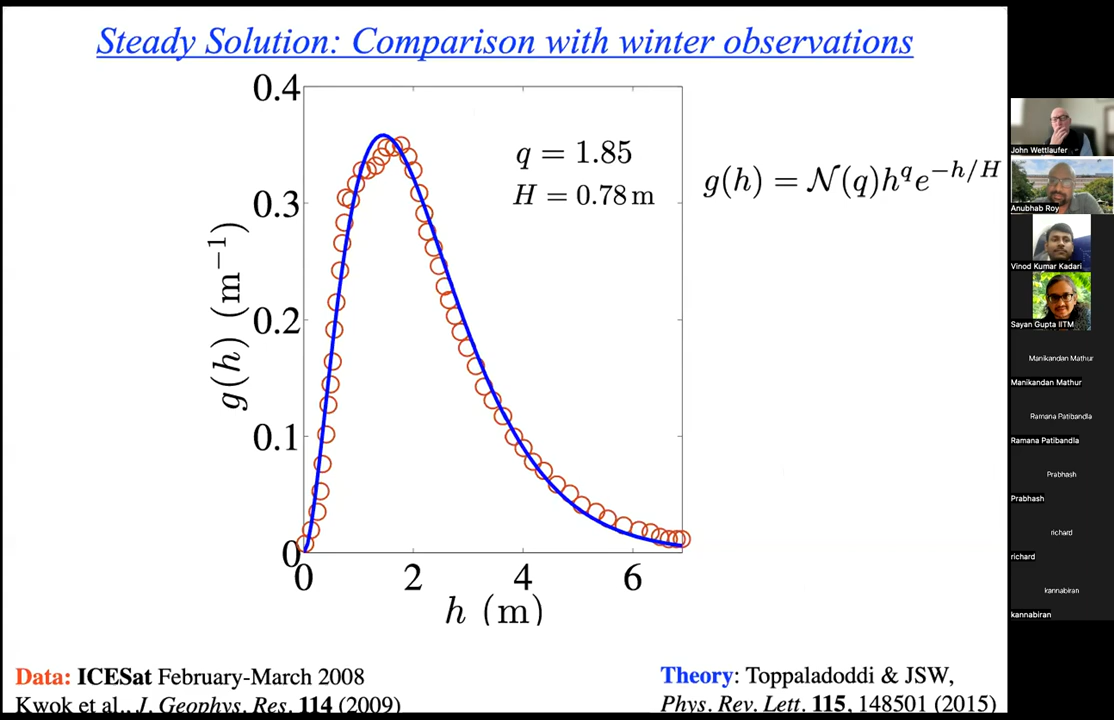 Steady Solution: Comparison with winter observations
0.4
0.3
0.2
0.1
0
g(h) (m⁻¹)
q = 1.85
H = 0.78 m
g(h) = 𝒩(q)h^q e^{−h/H}
0 2 4 6
h (m)
Data: ICESat February-March 2008
Kwok et al., J. Geophys. Res. 114 (2009)
Theory: Toppaladoddi & JSW,
Phys. Rev. Lett. 115, 148501 (2015)
John Wettlaufer
Anubhab Roy
Vinod Kumar Kadari
Sayan Gupta IITM
Manikandan Mathur
Manikandan Mathur
Ramana Patibandla
Ramana Patibandla
Prabhash
Prabhash
richard
richard
kannabiran
kannabiran